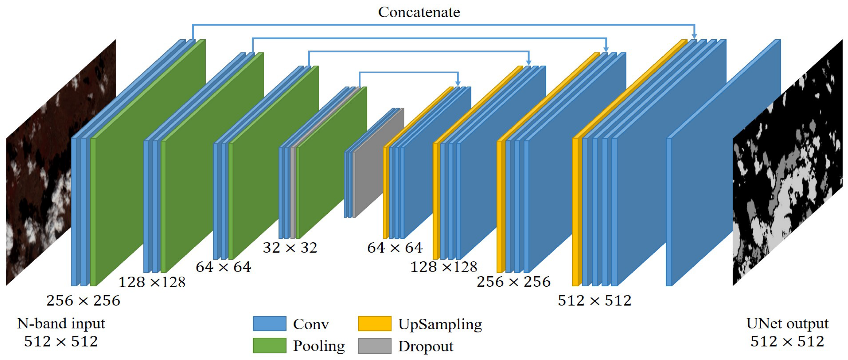 Concatenate
256 × 256
128 ×128
64 × 64
32 × 32
64 × 64
128 ×128
256 × 256
512 × 512
N-band input
512 × 512
UNet output
512 × 512
Conv
UpSampling
Pooling
Dropout